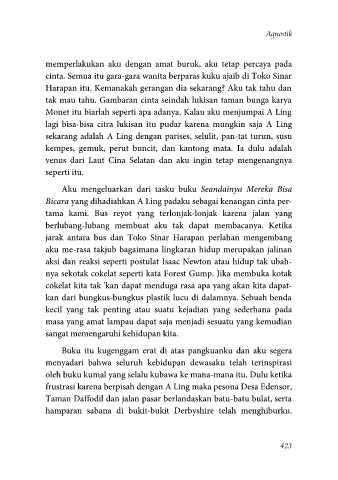 Agnostik
memperlakukan aku dengan amat buruk, aku tetap percaya pada
cinta. Semua itu gara-gara wanita berparas kuku ajaib di Toko Sinar
Harapan itu. Kemanakah gerangan dia sekarang? Aku tak tahu dan
tak mau tahu. Gambaran cinta seindah lukisan taman bunga karya
Monet itu biarlah seperti apa adanya. Kalau aku menjumpai A Ling
lagi bisa-bisa citra lukisan itu pudar karena mungkin saja A Ling
sekarang adalah A Ling dengan parises, selulit, pan-tat turun, susu
kempes, gemuk, perut buncit, dan kantong mata. Ia dulu adalah
venus dari Laut Cina Selatan dan aku ingin tetap mengenangnya
seperti itu.
Aku mengeluarkan dari tasku buku Seandainya Mereka Bisa
Bicara yang dihadiahkan A Ling padaku sebagai kenangan cinta per-
tama kami. Bus reyot yang terlonjak-lonjak karena jalan yang
berlubang-lubang membuat aku tak dapat membacanya. Ketika
jarak antara bus dan Toko Sinar Harapan perlahan mengembang
aku me-rasa takjub bagaimana lingkaran hidup merupakan jalinan
aksi dan reaksi seperti postulat Isaac Newton atau hidup tak ubah-
nya sekotak cokelat seperti kata Forest Gump. Jika membuka kotak
cokelat kita tak 'kan dapat menduga rasa apa yang akan kita dapat-
kan dari bungkus-bungkus plastik lucu di dalamnya. Sebuah benda
kecil yang tak penting atau suatu kejadian yang sederhana pada
masa yang amat lampau dapat saja menjadi sesuatu yang kemudian
sangat memengaruhi kehidupan kita.
Buku itu kugenggam erat di atas pangkuanku dan aku segera
menyadari bahwa seluruh kebidupan dewasaku telah terinspirasi
oleh buku kumal yang selalu kubawa ke mana-mana itu. Dulu ketika
frustrasi karena berpisah dengan A Ling maka pesona Desa Edensor,
Taman Daffodil dan jalan pasar berlandaskan batu-batu bulat, serta
hamparan sabana di bukit-bukit Derbyshire telah menghiburku.
423